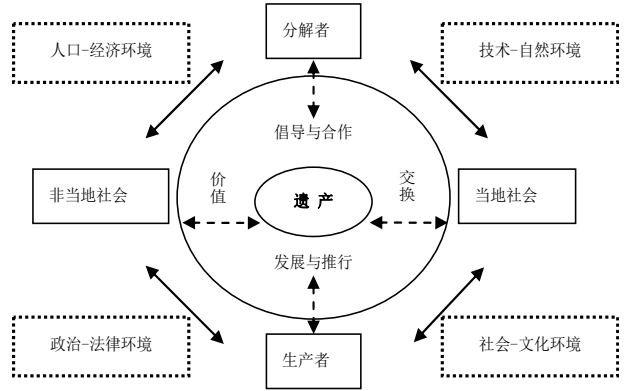 分解者
人口-经济环境
技术-自然环境
倡导与合作
价值
交换
非当地社会
遗 产
当地社会
发展与推行
政治-法律环境
生产者
社会-文化环境